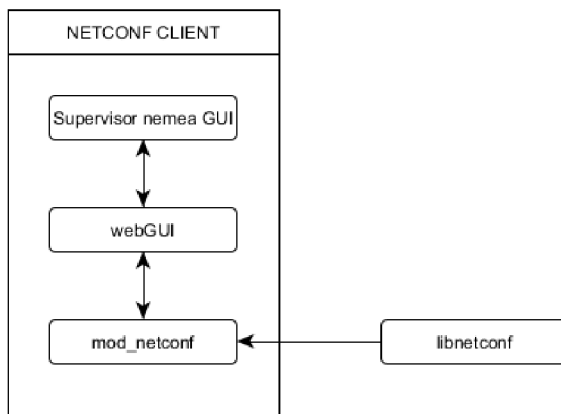 NETCONF CLIENT
Supervisor nemea GUI
webGUI
mod_netconf
libnetconf